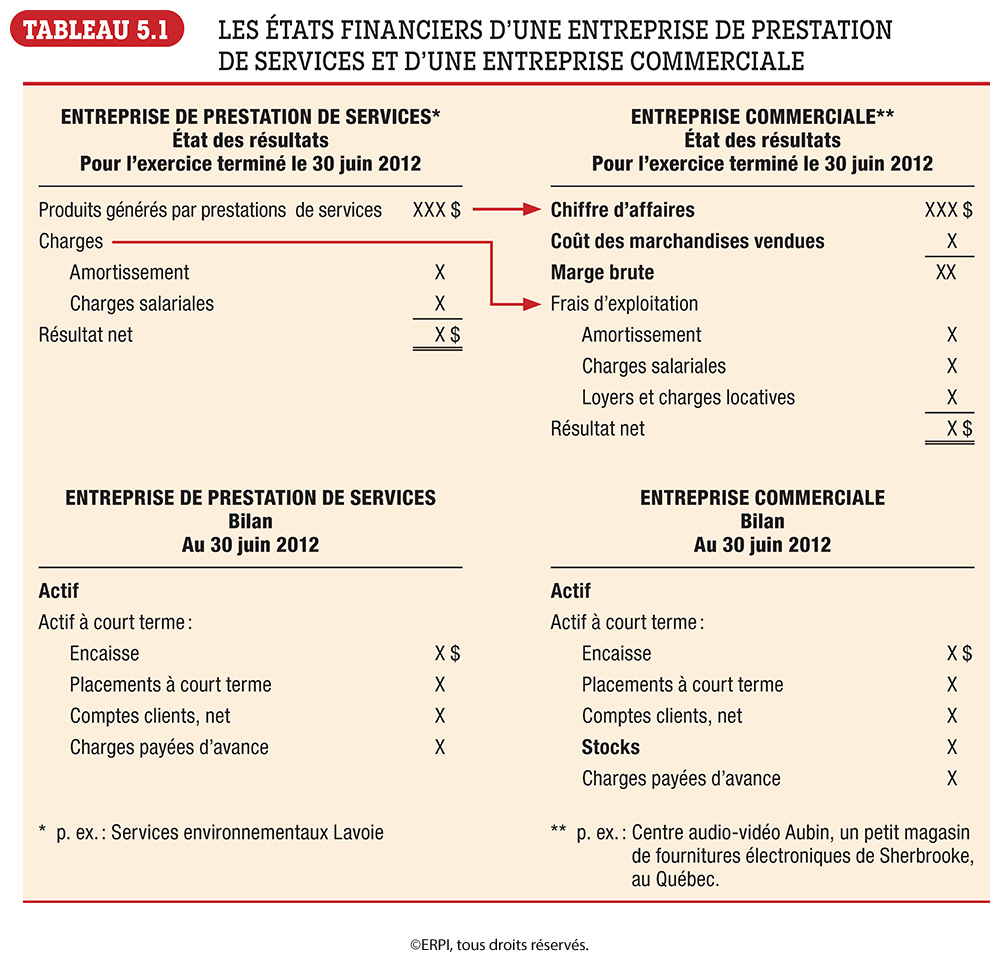 TABLEAU 5.1
LES ÉTATS FINANCIERS D'UNE ENTREPRISE DE PRESTATION
DE SERVICES ET D'UNE ENTREPRISE COMMERCIALE
ENTREPRISE DE PRESTATION DE SERVICES*
État des résultats
Pour l'exercice terminé le 30 juin 2012
Produits générés par prestations de services XXX $
Charges
Amortissement X
Charges salariales X
Résultat net X $
ENTREPRISE COMMERCIALE**
État des résultats
Pour l'exercice terminé le 30 juin 2012
Chiffre d'affaires XXX $
Coût des marchandises vendues X
Marge brute XX
Frais d'exploitation
Amortissement X
Charges salariales X
Loyers et charges locatives X
Résultat net X $
ENTREPRISE DE PRESTATION DE SERVICES
Bilan
Au 30 juin 2012
Actif
Actif à court terme :
Encaisse X $
Placements à court terme X
Comptes clients, net X
Charges payées d'avance X
* p. ex. : Services environnementaux Lavoie
ENTREPRISE COMMERCIALE
Bilan
Au 30 juin 2012
Actif
Actif à court terme :
Encaisse X $
Placements à court terme X
Comptes clients, net X
Stocks X
Charges payées d'avance X
** p. ex. : Centre audio-vidéo Aubin, un petit magasin
de fournitures électroniques de Sherbrooke,
au Québec.
©ERPI, tous droits réservés.